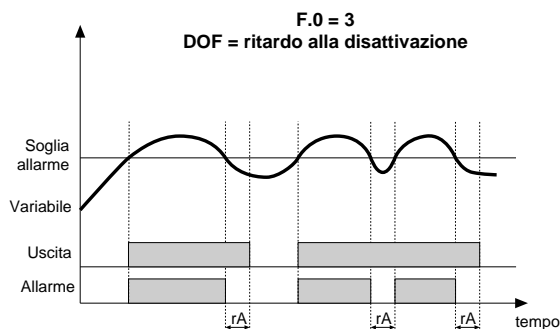 F.0 = 3
DOF = ritardo alla disattivazione
Soglia
allarme
Variabile
Uscita
Allarme
rA rA rA tempo